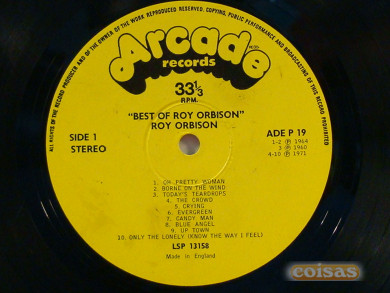 ALL RIGHTS OF THE RECORD PRODUCER AND OF THE OWNER OF THE WORK REPRODUCED RESERVED. COPYING, PUBLIC PERFORMANCE AND BROADCASTING OF THIS RECORD PROHIBITED
Arcade
records
33 1/3
RPM.
"BEST OF ROY ORBISON"
ROY ORBISON
SIDE 1
STEREO
ADE P 19
1-2 Ⓟ 1964
3 Ⓟ 1960
4-10 Ⓟ 1971
1. OH PRETTY WOMAN
2. BORNE ON THE WIND
3. TODAY'S TEARDROPS
4. THE CROWD
5. CRYING
6. EVERGREEN
7. CANDY MAN
8. BLUE ANGEL
9. UP TOWN
10. ONLY THE LONELY (KNOW THE WAY I FEEL)
LSP 13158
Made in England
coisas